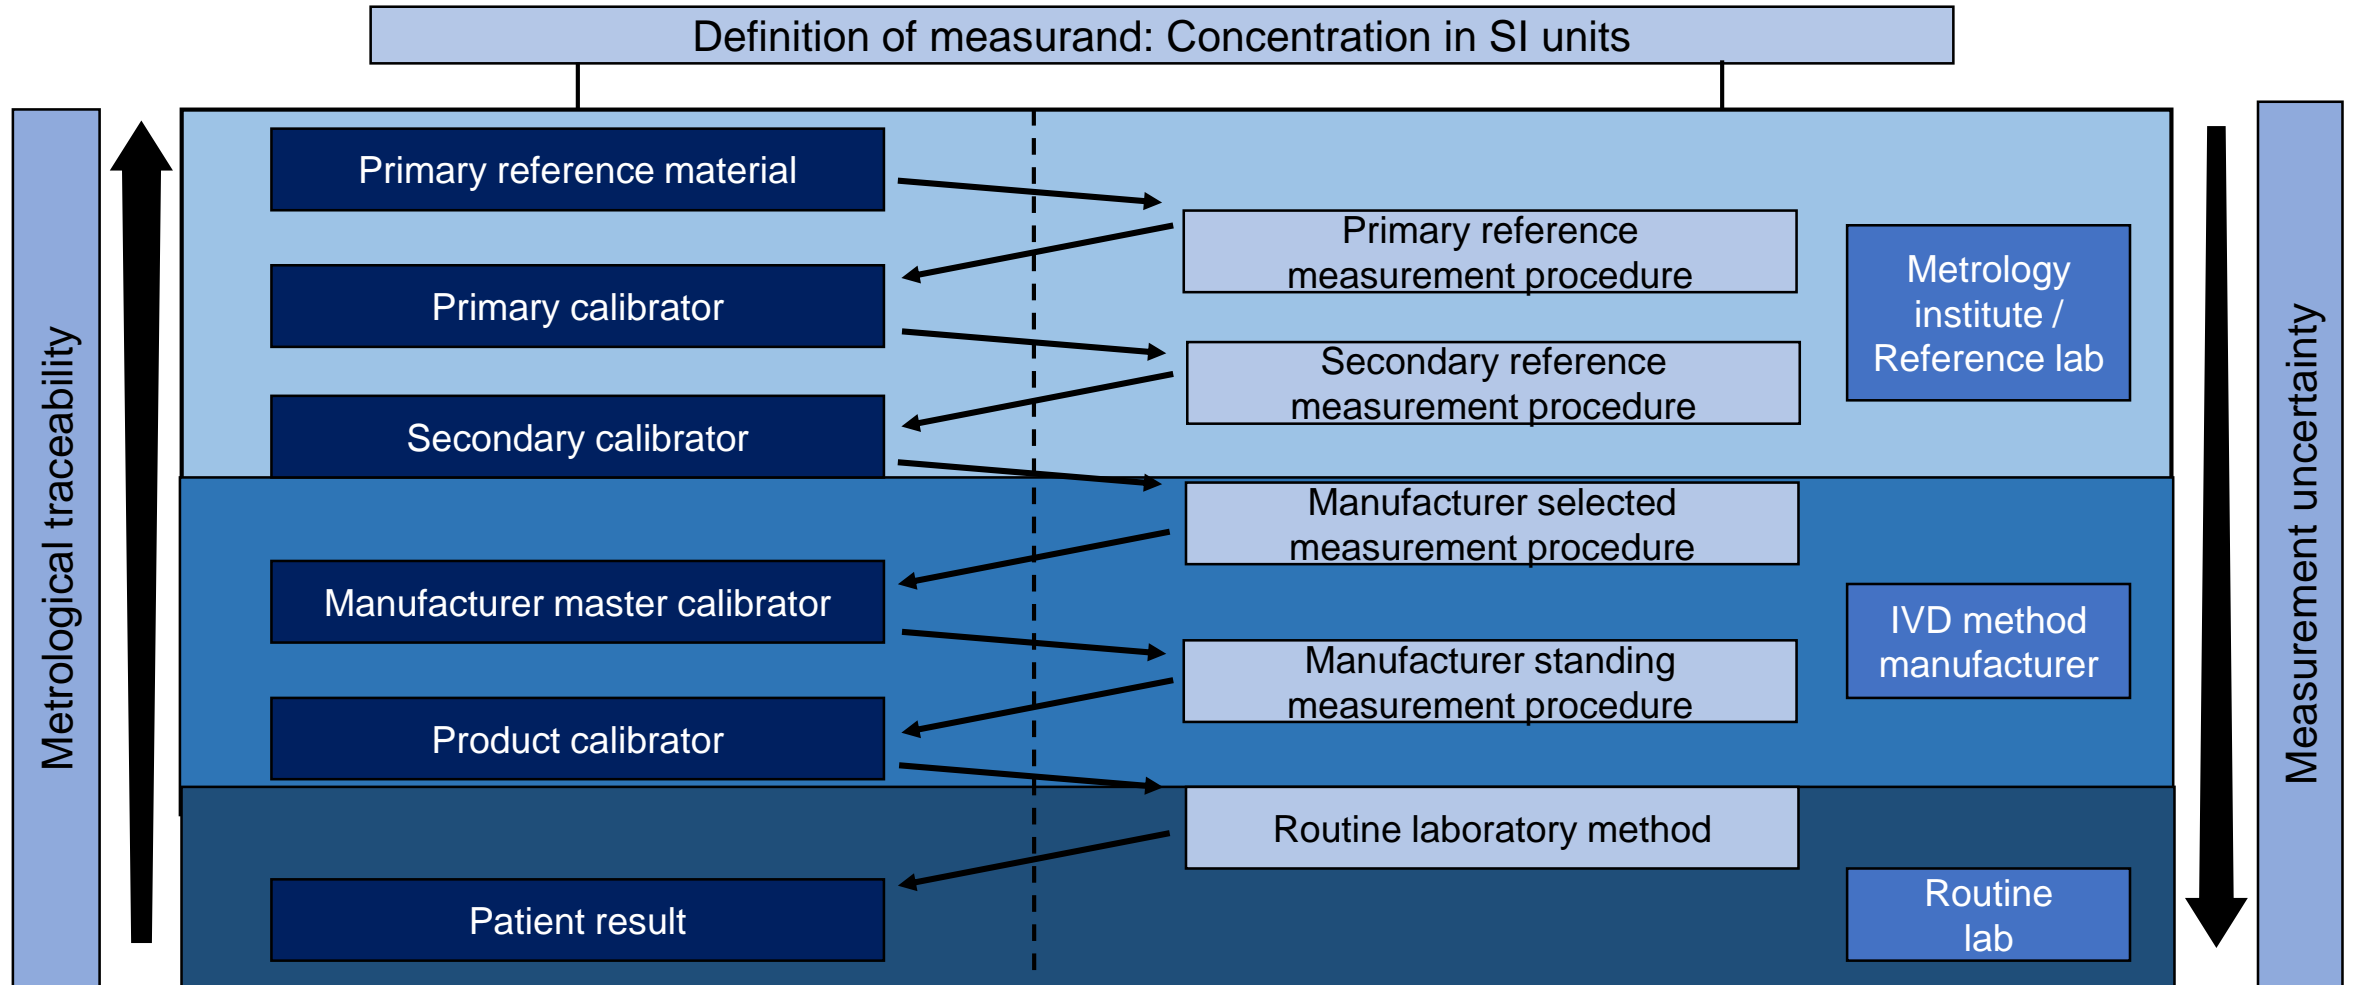 Definition of measurand: Concentration in SI units
Metrological traceability
Primary reference material
Primary reference
measurement procedure
Primary calibrator
Secondary reference
measurement procedure
Secondary calibrator
Metrology
institute /
Reference lab
Manufacturer selected
measurement procedure
Manufacturer master calibrator
Manufacturer standing
measurement procedure
Product calibrator
IVD method
manufacturer
Routine laboratory method
Patient result
Routine
lab
Measurement uncertainty